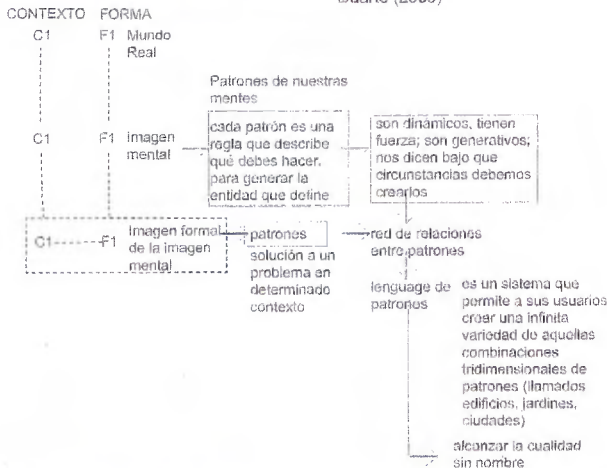 Duarte (2000)
CONTEXTO FORMA
C1 F1 Mundo
Real
C1 F1 Imagen
mental
Patrones de nuestras
mentes
cada patrón es una
regla que describe
qué debes hacer,
para generar la
entidad que define
son dinámicos, tienen
fuerza; son generativos;
nos dicen bajo que
circunstancias debemos
crearlos
C1 F1 Imagen formal
de la imagen
mental
patrones
solución a un
problema en
determinado
contexto
red de relaciones
entre patrones
lenguage de
patrones
es un sistema que
permite a sus usuarios
crear una infinita
variedad de aquellas
combinaciones
tridimensionales de
patrones (llamados
edificios, jardines,
ciudades)
alcanzar la cualidad
sin nombre